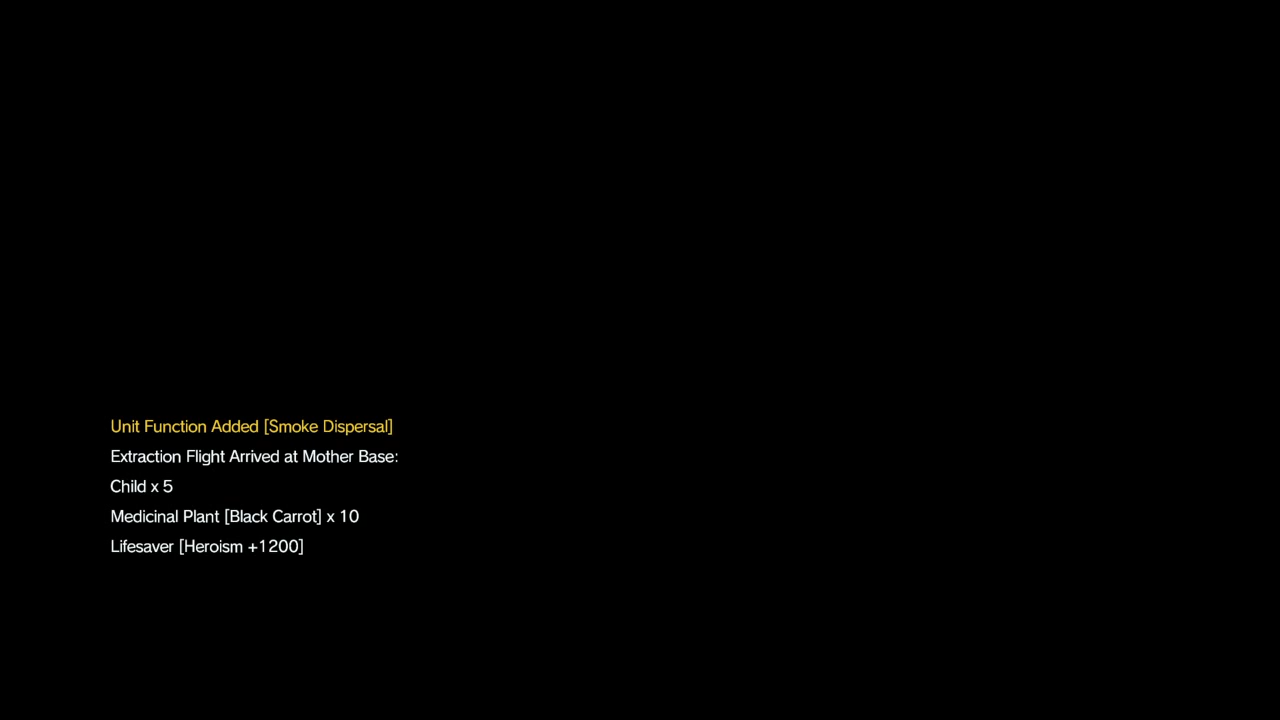 Unit Function Added [Smoke Dispersal]
Extraction Flight Arrived at Mother Base:
Child x 5
Medicinal Plant [Black Carrot] x 10
Lifesaver [Heroism +1200]